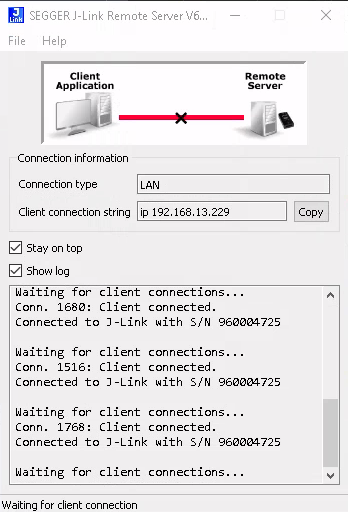 J
Link
SEGGER J-Link Remote Server V6...
File Help
Client
Application
Remote
Server
Connection information
Connection type LAN
Client connection string ip 192.168.13.229 Copy
Stay on top
Show log
Waiting for client connections...
Conn. 1680: Client connected.
Connected to J-Link with S/N 960004725
Waiting for client connections...
Conn. 1516: Client connected.
Connected to J-Link with S/N 960004725
Waiting for client connections...
Conn. 1768: Client connected.
Connected to J-Link with S/N 960004725
Waiting for client connections...
Waiting for client connection